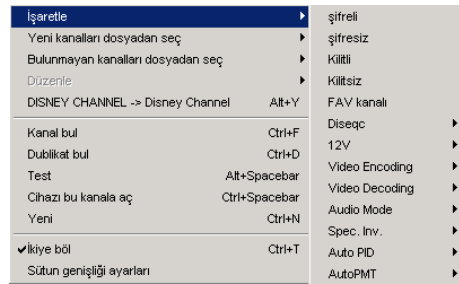 İşaretle
Yeni kanalları dosyadan seç
Bulunmayan kanalları dosyadan seç
Düzenle
DISNEY CHANNEL -> Disney Channel Alt+Y
Kanal bul Ctrl+F
Dublikat bul Ctrl+D
Test Alt+Spacebar
Cihazı bu kanala aç Ctrl+Spacebar
Yeni Ctrl+N
İkiye böl Ctrl+T
Sütun genişliği ayarları
şifreli
şifresiz
Kilitli
Kilitsiz
FAV kanalı
Diseqc
12V
Video Encoding
Video Decoding
Audio Mode
Spec. Inv.
Auto PID
AutoPMT